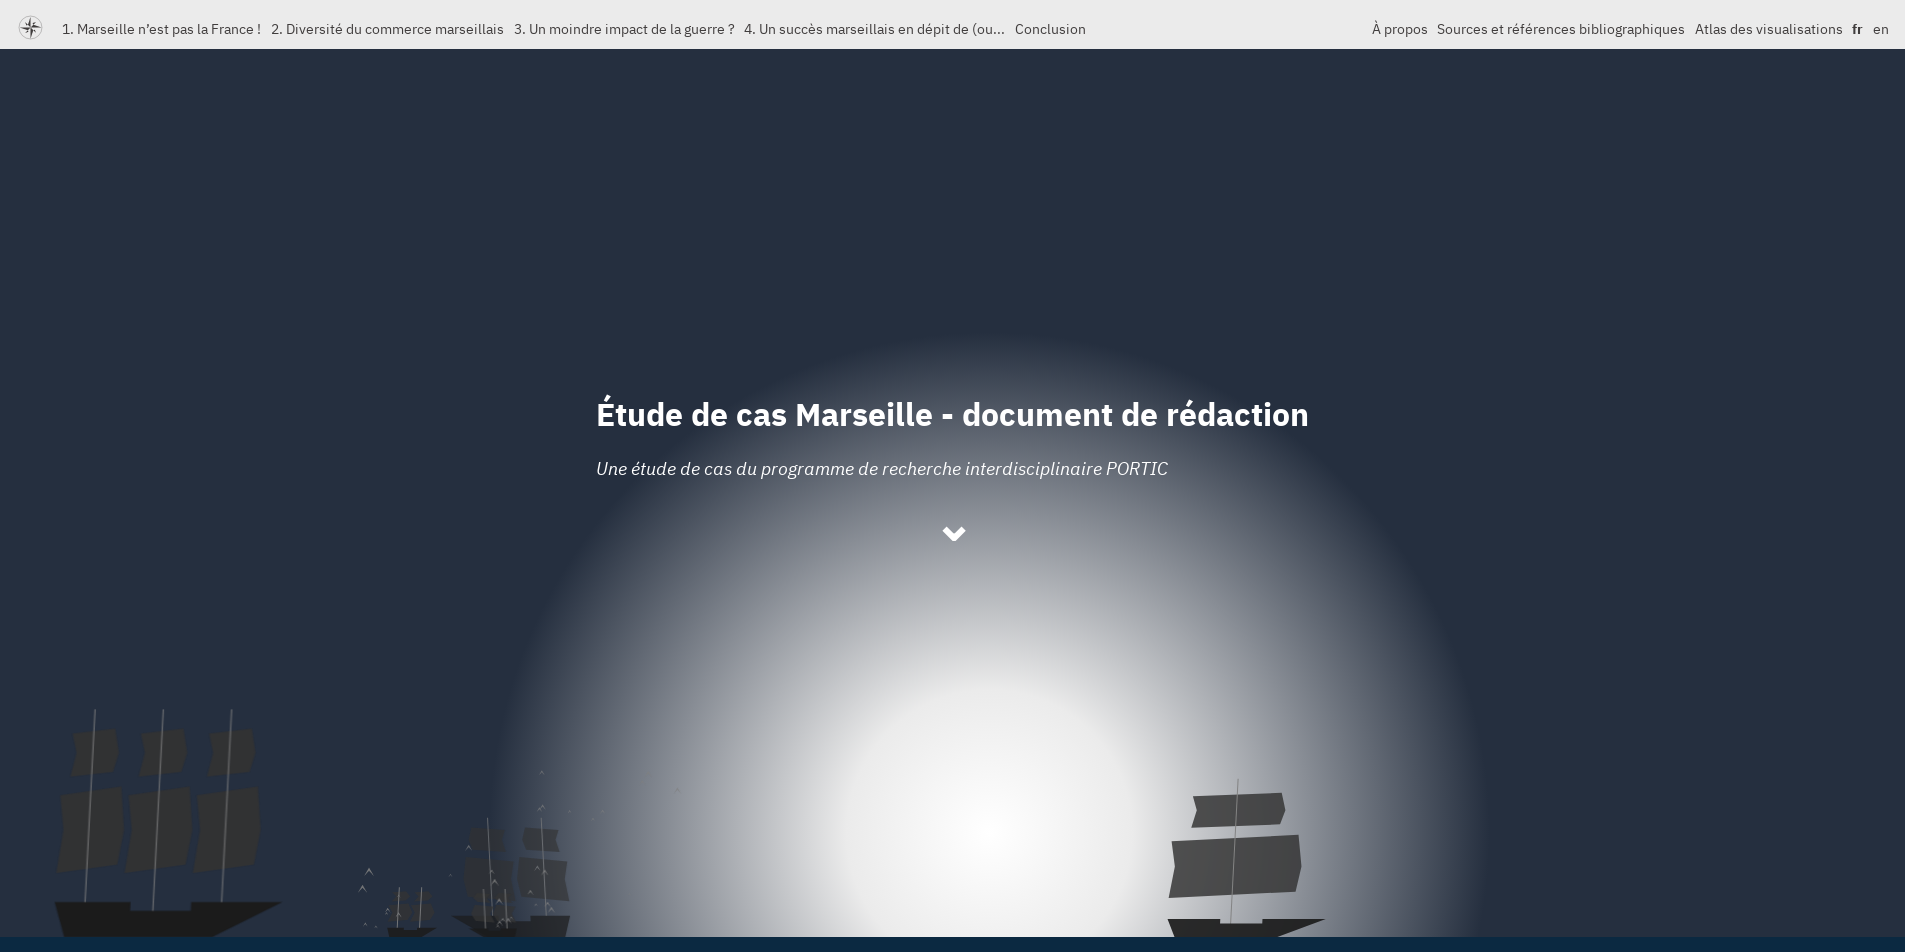 1. Marseille n’est pas la France ! 2. Diversité du commerce marseillais 3. Un moindre impact de la guerre ? 4. Un succès marseillais en dépit de (ou... Conclusion À propos Sources et références bibliographiques Atlas des visualisations fr en
Étude de cas Marseille - document de rédaction
Une étude de cas du programme de recherche interdisciplinaire PORTIC